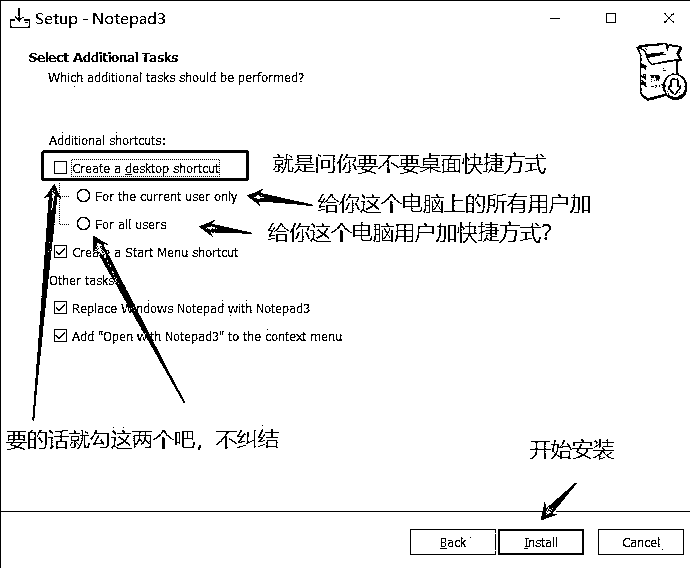 Setup - Notepad3
Select Additional Tasks
Which additional tasks should be performed?
Additional shortcuts:
Create a desktop shortcut
就是问你要不要桌面快捷方式
For the current user only
给你这个电脑上的所有用户加
For all users
给你这个电脑用户加快捷方式?
Create a Start Menu shortcut
Other tasks
Replace Windows Notepad with Notepad3
Add "Open with Notepad3" to the context menu
要的话就勾这两个吧，不纠结
开始安装
Back
Install
Cancel